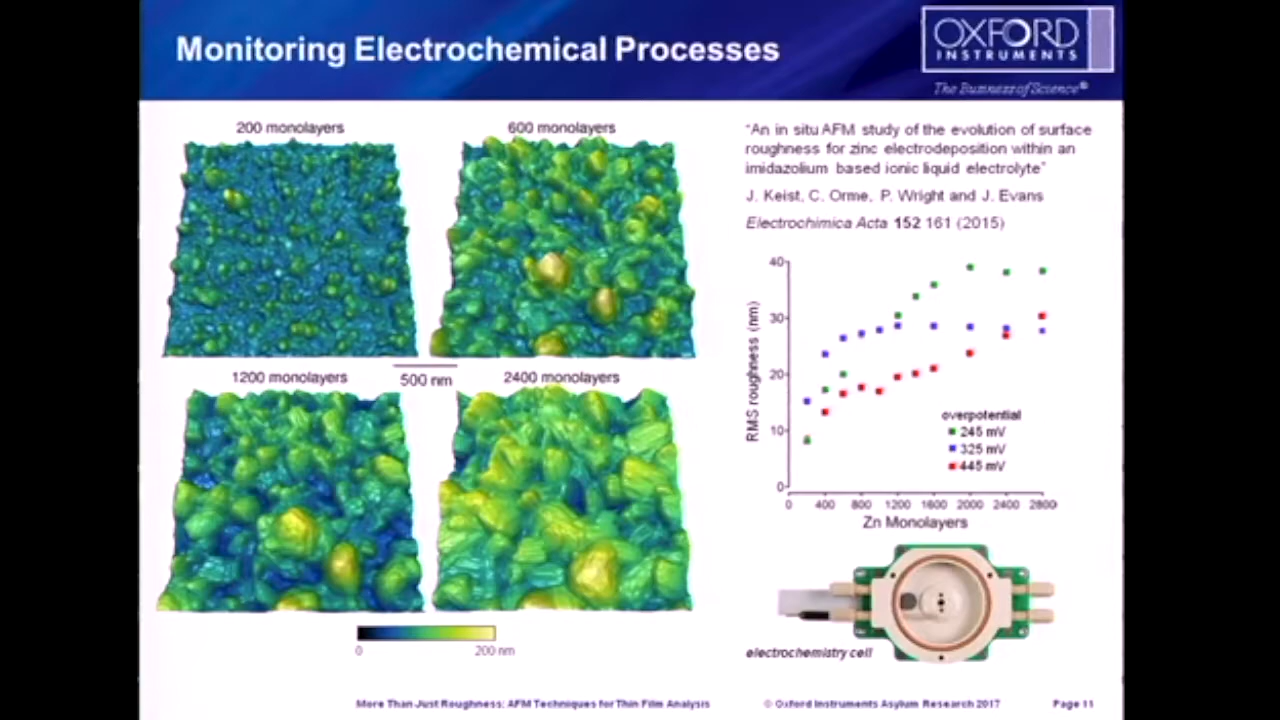 Monitoring Electrochemical Processes
OXFORD
INSTRUMENTS
The Business of Science®
200 monolayers
600 monolayers
1200 monolayers
500 nm
2400 monolayers
0
200 nm
"An in situ AFM study of the evolution of surface
roughness for zinc electrodeposition within an
imidazolium based ionic liquid electrolyte"
J. Keist, C. Orme, P. Wright and J. Evans
Electrochimica Acta 152 161 (2015)
RMS roughness (nm)
40
30
20
10
0
overpotential
245 mV
325 mV
445 mV
0 400 800 1200 1600 2000 2400 2800
Zn Monolayers
electrochemistry cell
More Than Just Roughness: AFM Techniques for Thin Film Analysis
© Oxford Instruments Asylum Research 2017
Page 11